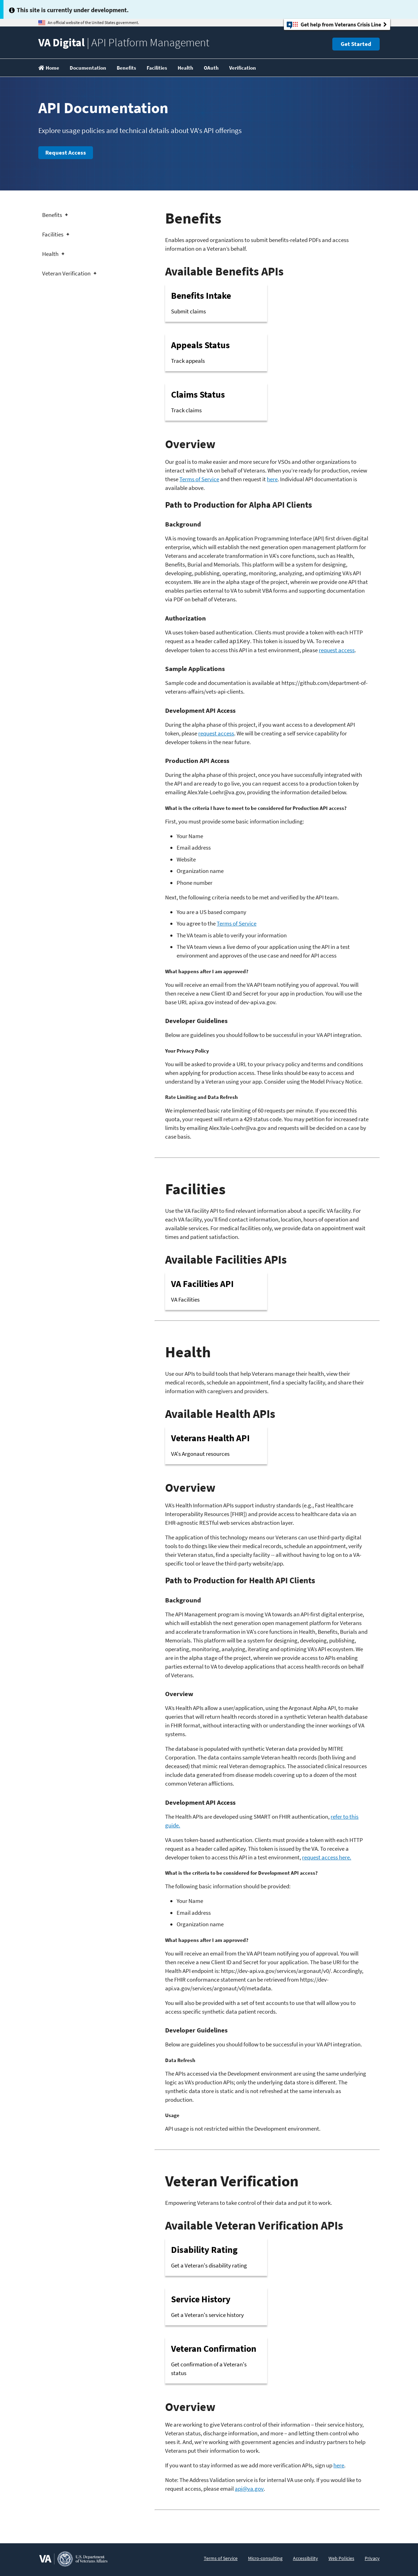 This site is currently under development.
An official website of the United States government.
Get help from Veterans Crisis Line
VA Digital | API Platform Management
Get Started
Home Documentation Benefits Facilities Health OAuth Verification
API Documentation
Explore usage policies and technical details about VA's API offerings
Request Access
Benefits
Facilities
Health
Veteran Verification
Benefits
Enables approved organizations to submit benefits-related PDFs and access
information on a Veteran's behalf.
Available Benefits APIs
Benefits Intake
Submit claims
Appeals Status
Track appeals
Claims Status
Track claims
Overview
Our goal is to make easier and more secure for VSOs and other organizations to
interact with the VA on behalf of Veterans. When you're ready for production, review
these Terms of Service and then request it here. Individual API documentation is
available above.
Path to Production for Alpha API Clients
Background
VA is moving towards an Application Programming Interface (API) first driven digital
enterprise, which will establish the next generation open management platform for
Veterans and accelerate transformation in VA's core functions, such as Health,
Benefits, Burial and Memorials. This platform will be a system for designing,
developing, publishing, operating, monitoring, analyzing, and optimizing VA's API
ecosystem. We are in the alpha stage of the project, wherein we provide one API that
enables parties external to VA to submit VBA forms and supporting documentation
via PDF on behalf of Veterans.
Authorization
VA uses token-based authentication. Clients must provide a token with each HTTP
request as a header called apiKey. This token is issued by VA. To receive a
developer token to access this API in a test environment, please request access.
Sample Applications
Sample code and documentation is available at https://github.com/department-of-
veterans-affairs/vets-api-clients.
Development API Access
During the alpha phase of this project, if you want access to a development API
token, please request access. We will be creating a self service capability for
developer tokens in the near future.
Production API Access
During the alpha phase of this project, once you have successfully integrated with
the API and are ready to go live, you can request access to a production token by
emailing Alex.Yale-Loehr@va.gov, providing the information detailed below.
What is the criteria I have to meet to be considered for Production API access?
First, you must provide some basic information including:
Your Name
Email address
Website
Organization name
Phone number
Next, the following criteria needs to be met and verified by the API team.
You are a US based company
You agree to the Terms of Service
The VA team is able to verify your information
The VA team views a live demo of your application using the API in a test
environment and approves of the use case and need for API access
What happens after I am approved?
You will receive an email from the VA API team notifying you of approval. You will
then receive a new Client ID and Secret for your app in production. You will use the
base URL api.va.gov instead of dev-api.va.gov.
Developer Guidelines
Below are guidelines you should follow to be successful in your VA API integration.
Your Privacy Policy
You will be asked to provide a URL to your privacy policy and terms and conditions
when applying for production access. These links should be easy to access and
understand by a Veteran using your app. Consider using the Model Privacy Notice.
Rate Limiting and Data Refresh
We implemented basic rate limiting of 60 requests per minute. If you exceed this
quota, your request will return a 429 status code. You may petition for increased rate
limits by emailing Alex.Yale-Loehr@va.gov and requests will be decided on a case by
case basis.
Facilities
Use the VA Facility API to find relevant information about a specific VA facility. For
each VA facility, you'll find contact information, location, hours of operation and
available services. For medical facilities only, we provide data on appointment wait
times and patient satisfaction.
Available Facilities APIs
VA Facilities API
VA Facilities
Health
Use our APIs to build tools that help Veterans manage their health, view their
medical records, schedule an appointment, find a specialty facility, and share their
information with caregivers and providers.
Available Health APIs
Veterans Health API
VA's Argonaut resources
Overview
VA's Health Information APIs support industry standards (e.g., Fast Healthcare
Interoperability Resources [FHIR]) and provide access to healthcare data via an
EHR-agnostic RESTful web services abstraction layer.
The application of this technology means our Veterans can use third-party digital
tools to do things like view their medical records, schedule an appointment, verify
their Veteran status, find a specialty facility -- all without having to log on to a VA-
specific tool or leave the third-party website/app.
Path to Production for Health API Clients
Background
The API Management program is moving VA towards an API-first digital enterprise,
which will establish the next generation open management platform for Veterans
and accelerate transformation in VA's core functions in Health, Benefits, Burials and
Memorials. This platform will be a system for designing, developing, publishing,
operating, monitoring, analyzing, iterating and optimizing VA's API ecosystem. We
are in the alpha stage of the project, wherein we provide access to APIs enabling
parties external to VA to develop applications that access health records on behalf
of Veterans.
Overview
VA's Health APIs allow a user/application, using the Argonaut Alpha API, to make
queries that will return health records stored in a synthetic Veteran health database
in FHIR format, without interacting with or understanding the inner workings of VA
systems.
The database is populated with synthetic Veteran data provided by MITRE
Corporation. The data contains sample Veteran health records (both living and
deceased) that mimic real Veteran demographics. The associated clinical resources
include data generated from disease models covering up to a dozen of the most
common Veteran afflictions.
Development API Access
The Health APIs are developed using SMART on FHIR authentication, refer to this
guide.
VA uses token-based authentication. Clients must provide a token with each HTTP
request as a header called apiKey. This token is issued by the VA. To receive a
developer token to access this API in a test environment, request access here.
What is the criteria to be considered for Development API access?
The following basic information should be provided:
Your Name
Email address
Organization name
What happens after I am approved?
You will receive an email from the VA API team notifying you of approval. You will
then receive a new Client ID and Secret for your application. The base URI for the
Health API endpoint is: https://dev-api.va.gov/services/argonaut/v0/. Accordingly,
the FHIR conformance statement can be retrieved from https://dev-
api.va.gov/services/argonaut/v0/metadata.
You will also be provided with a set of test accounts to use that will allow you to
access specific synthetic data patient records.
Developer Guidelines
Below are guidelines you should follow to be successful in your VA API integration.
Data Refresh
The APIs accessed via the Development environment are using the same underlying
logic as VA's production APIs; only the underlying data store is different. The
synthetic data store is static and is not refreshed at the same intervals as
production.
Usage
API usage is not restricted within the Development environment.
Veteran Verification
Empowering Veterans to take control of their data and put it to work.
Available Veteran Verification APIs
Disability Rating
Get a Veteran's disability rating
Service History
Get a Veteran's service history
Veteran Confirmation
Get confirmation of a Veteran's
status
Overview
We are working to give Veterans control of their information – their service history,
Veteran status, discharge information, and more – and letting them control who
sees it. And, we're working with government agencies and industry partners to help
Veterans put their information to work.
If you want to stay informed as we add more verification APIs, sign up here.
Note: The Address Validation service is for internal VA use only. If you would like to
request access, please email api@va.gov.
VA U.S. Department
of Veterans Affairs
Terms of Service Micro-consulting Accessibility Web Policies Privacy